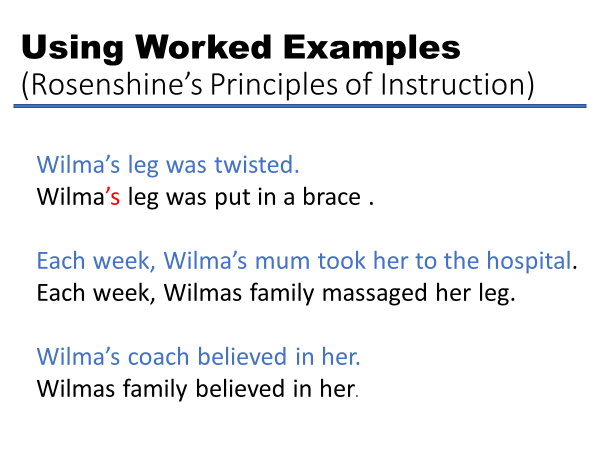 Using Worked Examples
(Rosenshine’s Principles of Instruction)
Wilma’s leg was twisted.
Wilma’s leg was put in a brace .
Each week, Wilma’s mum took her to the hospital.
Each week, Wilmas family massaged her leg.
Wilma’s coach believed in her.
Wilmas family believed in her.